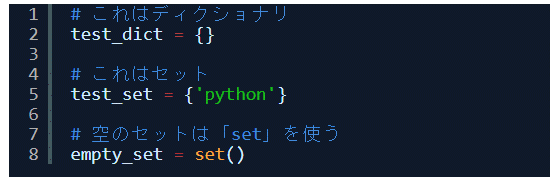 1 # これはディクショナリ
2 test_dict = {}
3
4 # これはセット
5 test_set = {'python'}
6
7 # 空のセットは「set」を使う
8 empty_set = set()